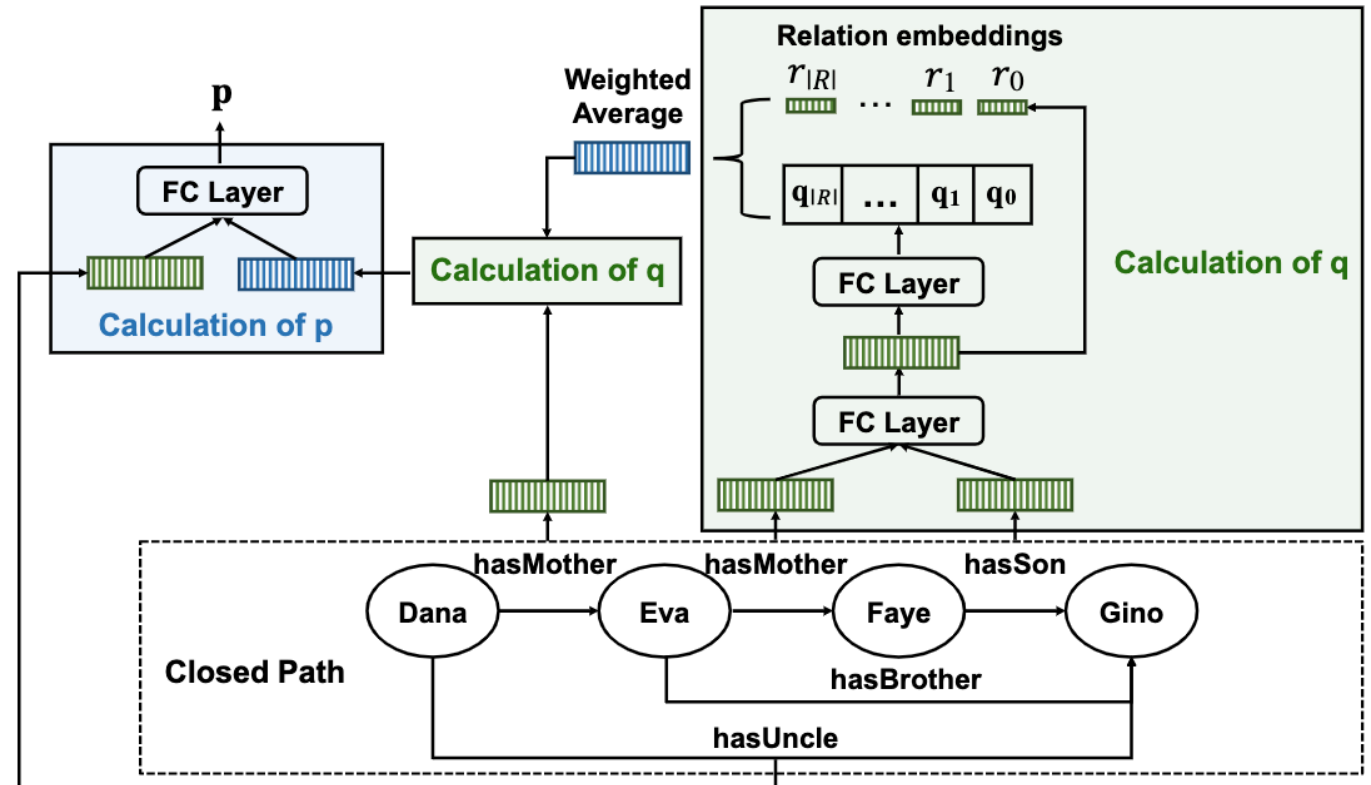 Relation embeddings
r|R| ... r1 r0
Weighted
Average
p
FC Layer
q|R| ... q1 q0
Calculation of q
Calculation of q
FC Layer
Calculation of p
FC Layer
hasMother hasMother hasSon
Dana Eva Faye Gino
Closed Path
hasBrother
hasUncle